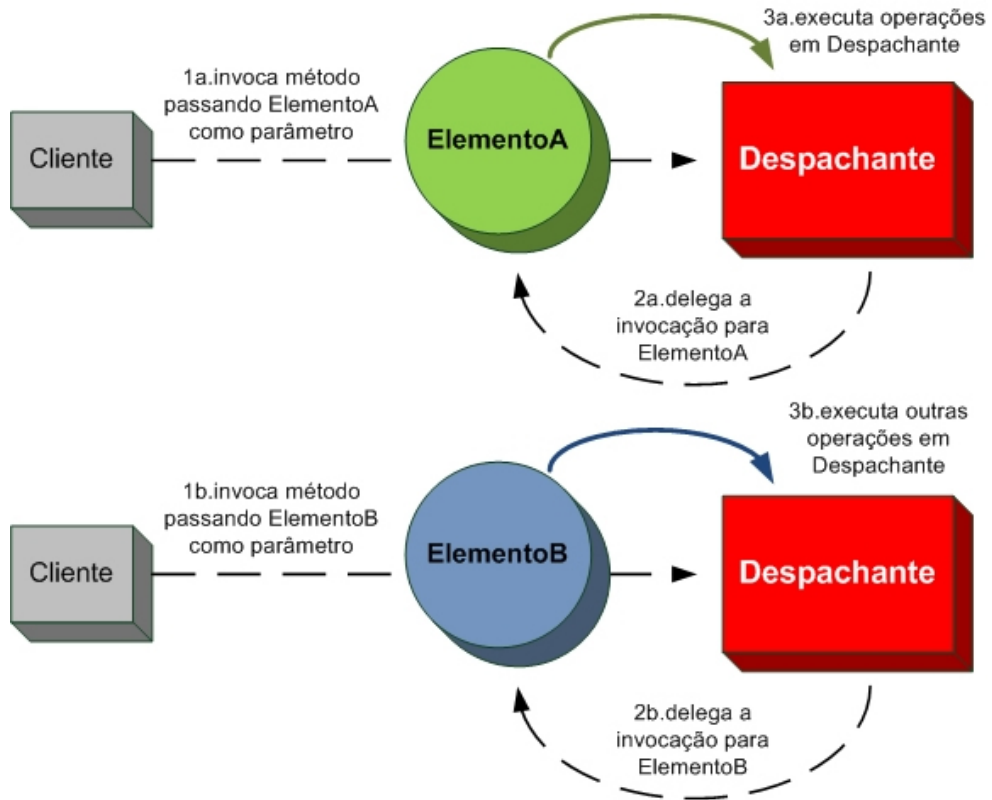 3a.executa operações
em Despachante
1a.invoca método
passando ElementoA
como parâmetro
Cliente
ElementoA
Despachante
2a.delega a
invocação para
ElementoA
3b.executa outras
operações em
Despachante
1b.invoca método
passando ElementoB
como parâmetro
Cliente
ElementoB
Despachante
2b.delega a
invocação para
ElementoB